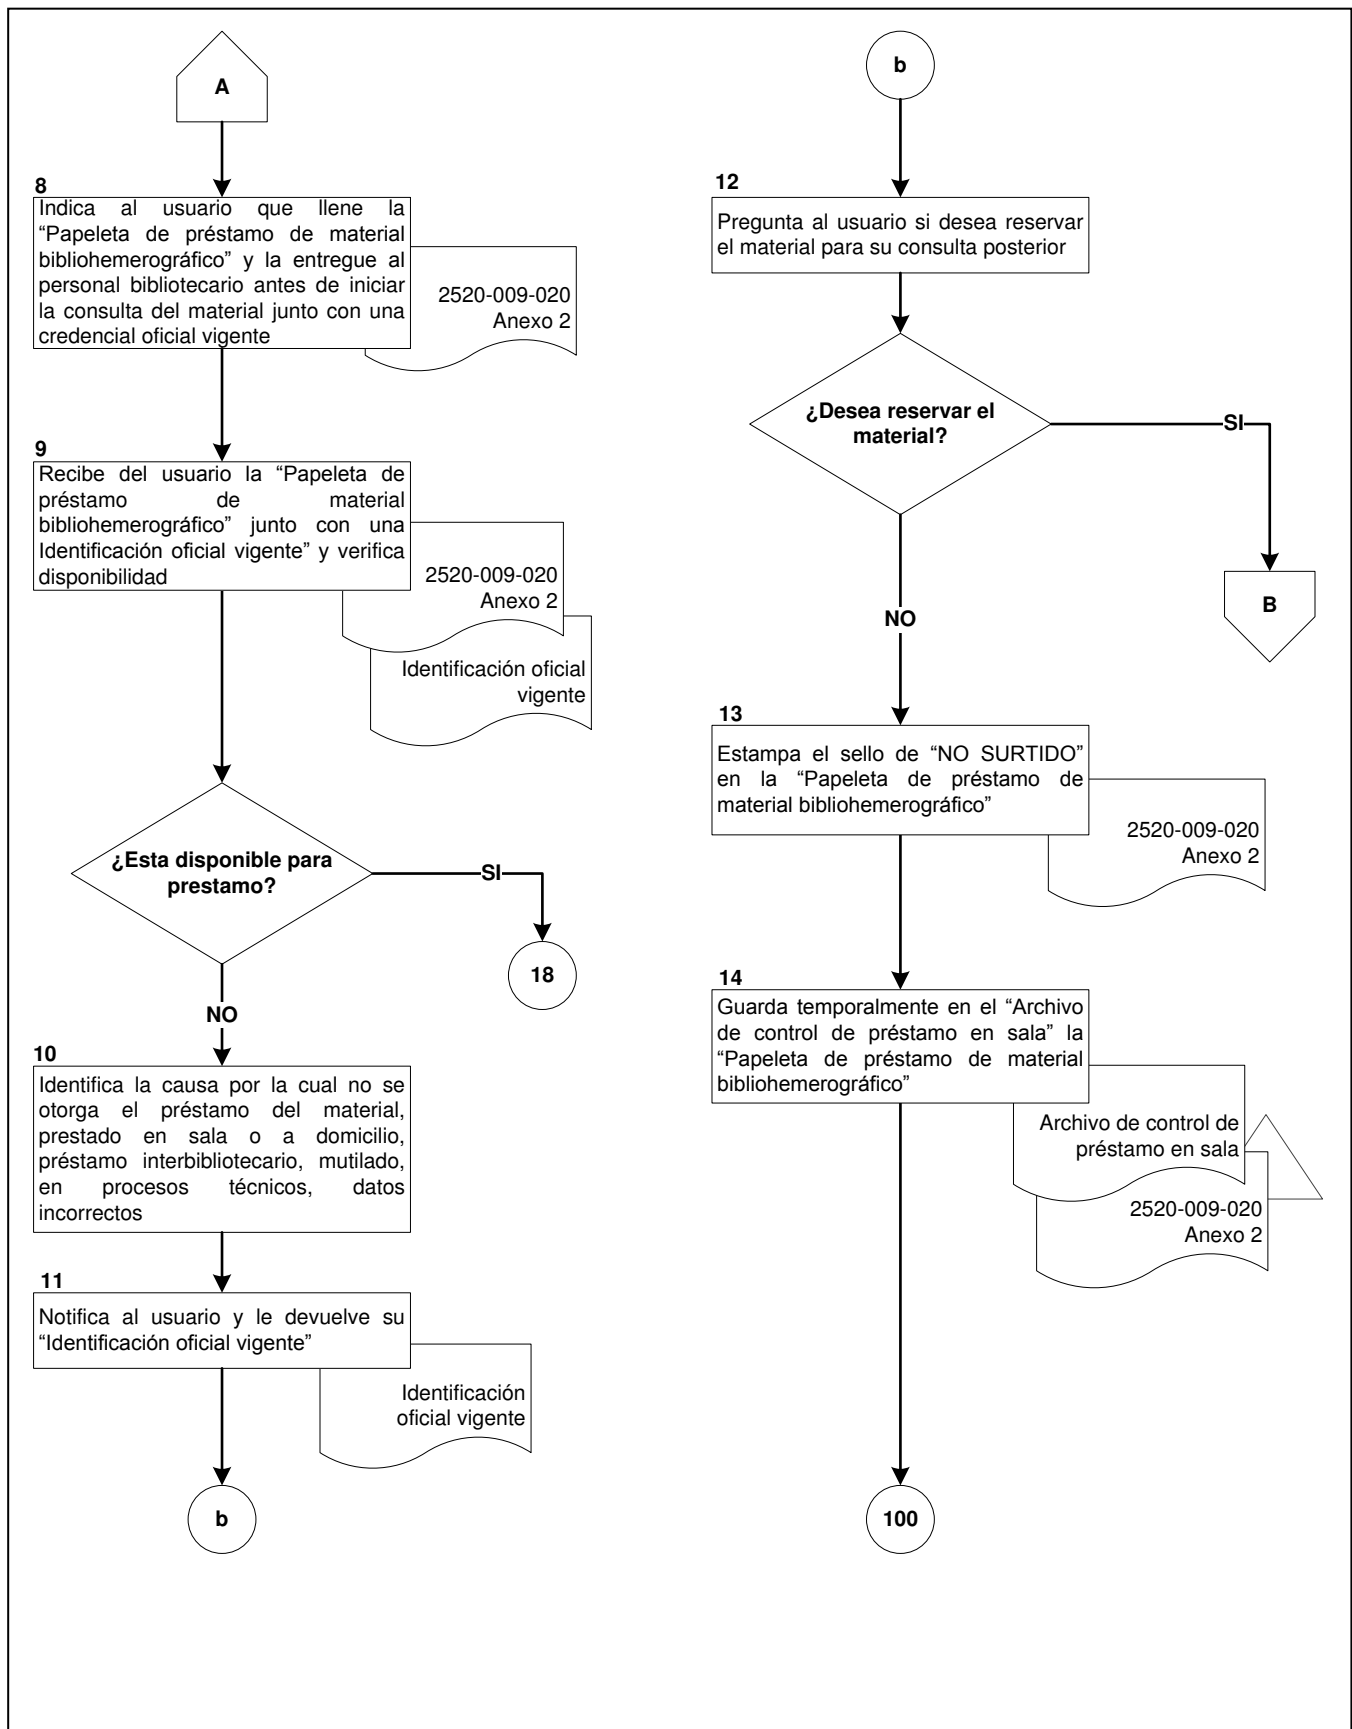 A
8
Indica al usuario que llene la
“Papeleta de préstamo de material
bibliohemerográfico” y la entregue al
personal bibliotecario antes de iniciar
la consulta del material junto con una
credencial oficial vigente
2520-009-020
Anexo 2
9
Recibe del usuario la “Papeleta de
préstamo de material
bibliohemerográfico” junto con una
Identificación oficial vigente” y verifica
disponibilidad
2520-009-020
Anexo 2
Identificación oficial
vigente
¿Esta disponible para
prestamo?
SI
18
NO
10
Identifica la causa por la cual no se
otorga el préstamo del material,
prestado en sala o a domicilio,
préstamo interbibliotecario, mutilado,
en procesos técnicos, datos
incorrectos
11
Notifica al usuario y le devuelve su
“Identificación oficial vigente”
Identificación
oficial vigente
b
b
12
Pregunta al usuario si desea reservar
el material para su consulta posterior
¿Desea reservar el
material?
SI
B
NO
13
Estampa el sello de “NO SURTIDO”
en la “Papeleta de préstamo de
material bibliohemerográfico”
2520-009-020
Anexo 2
14
Guarda temporalmente en el “Archivo
de control de préstamo en sala” la
“Papeleta de préstamo de material
bibliohemerográfico”
Archivo de control de
préstamo en sala
2520-009-020
Anexo 2
100